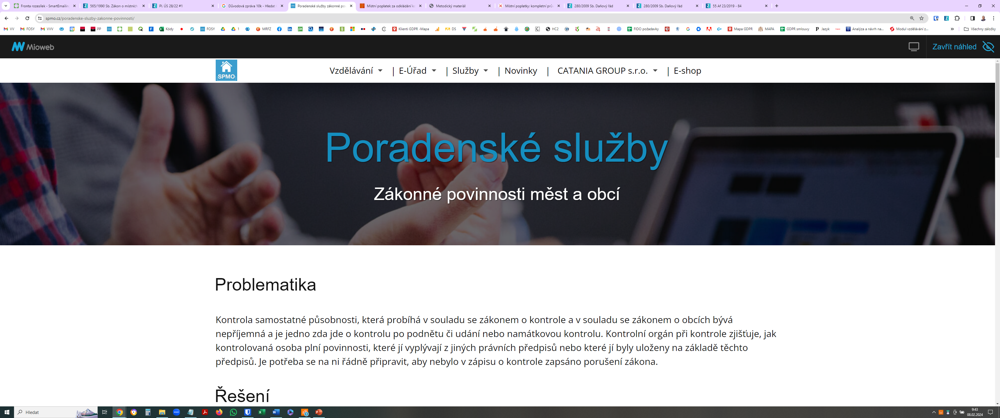 Fronta rozesílek - SmartEmailing
565/1990 Sb. Zákon o místních
Pl. ÚS 28/22 #1
Důvodová zpráva 10k - Hledat
Poradenské služby zákonné po
Místní poplatek za odkládání ko
Metodický materiál
Místní poplatky: kompletní prův
280/2009 Sb. Daňový řád
280/2009 Sb. Daňový řád
55 Af 23/2019 - 84
spmo.cz/poradenske-sluzby-zakonne-povinnosti/
VV
FOSY
VVV
PP
Kódy
FOSY
1
MRFZ
Klienti GDPR -Mapa
DS
HC2
FIDO požadavky
Mapa GDPR
MAPA
GDPR smlouvy
Jazyk
Analýza a návrh na...
Modul vzdělávání z...
Všechny záložky
Mioweb
Zavřít náhled
SPMO
Vzdělávání | E-Úřad | Služby | Novinky | CATANIA GROUP s.r.o. | E-shop
Poradenské služby
Zákonné povinnosti měst a obcí
Problematika
Kontrola samostatné působnosti, která probíhá v souladu se zákonem o kontrole a v souladu se zákonem o obcích bývá
nepříjemná a je jedno zda jde o kontrolu po podnětu či udání nebo namátkovou kontrolu. Kontrolní orgán při kontrole zjišťuje, jak
kontrolovaná osoba plní povinnosti, které jí vyplývají z jiných právních předpisů nebo které jí byly uloženy na základě těchto
předpisů. Je potřeba se na ni řádně připravit, aby nebylo v zápisu o kontrole zapsáno porušení zákona.
Řešení
Hledat
9:43
08.02.2024